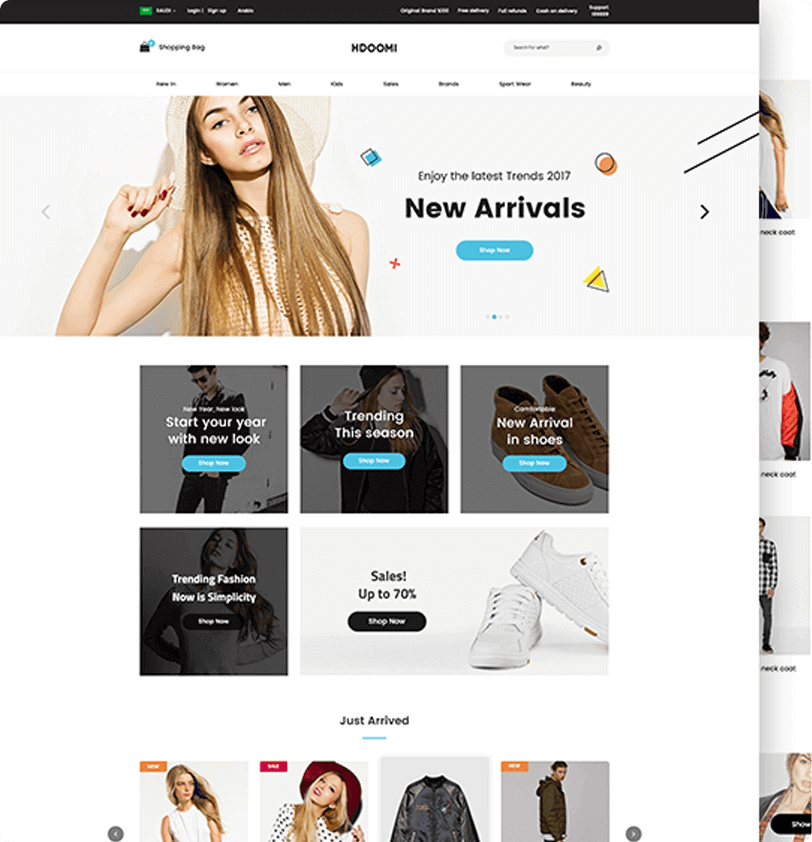 SAUDI
Login | Sign up
Arabic
Original Brand %100
Free delivery
Full refunds
Cash on delivery
Support
Shopping Bag
HDOOMI
Search for what?
New In
Women
Men
Kids
Sales
Brands
Sport Wear
Beauty
Enjoy the latest Trends 2017
New Arrivals
Shop Now
New Year, New look
Start your year
with new look
Shop Now
Trending
This season
Shop Now
Comfortable
New Arrival
in shoes
Shop Now
Trending Fashion
Now is Simplicity
Shop Now
Sales!
Up to 70%
Shop Now
Just Arrived
NEW
SALE
NEW
neck coat
neck coat
neck coat
Show